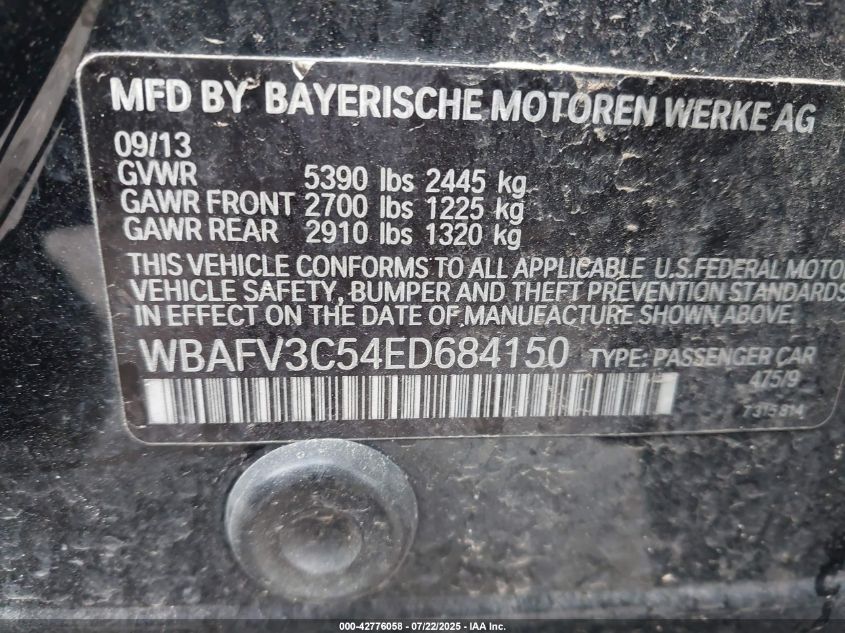 MFD BY BAYERISCHE MOTOREN WERKE AG
09/13
GVWR 5390 lbs 2445 kg
GAWR FRONT 2700 lbs 1225 kg
GAWR REAR 2910 lbs 1320 kg
THIS VEHICLE CONFORMS TO ALL APPLICABLE U.S.FEDERAL MOTO
VEHICLE SAFETY, BUMPER AND THEFT PREVENTION STANDARDS
IN EFFECT ON THE DATE OF MANUFACTURE SHOWN ABOVE.
WBAFV3C54ED684150 TYPE: PASSENGER CAR
475/9
7315814
000-42776058 - 07/22/2025 - IAA Inc.